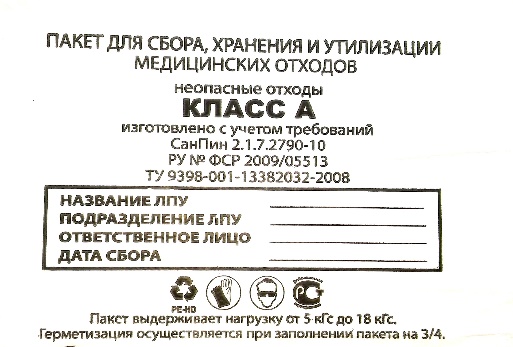 ПАКЕТ ДЛЯ СБОРА, ХРАНЕНИЯ И УТИЛИЗАЦИИ
МЕДИЦИНСКИХ ОТХОДОВ
неопасные отходы
КЛАСС А
изготовлено с учетом требований
СанПин 2.1.7.2790-10
РУ № ФСР 2009/05513
ТУ 9398-001-13382032-2008
НАЗВАНИЕ ЛПУ
ПОДРАЗДЕЛЕНИЕ ЛПУ
ОТВЕТСТВЕННОЕ ЛИЦО
ДАТА СБОРА
PE-HD
Пакет выдерживает нагрузку от 5 кГс до 18 кГс.
Герметизация осуществляется при заполнении пакета на 3/4.